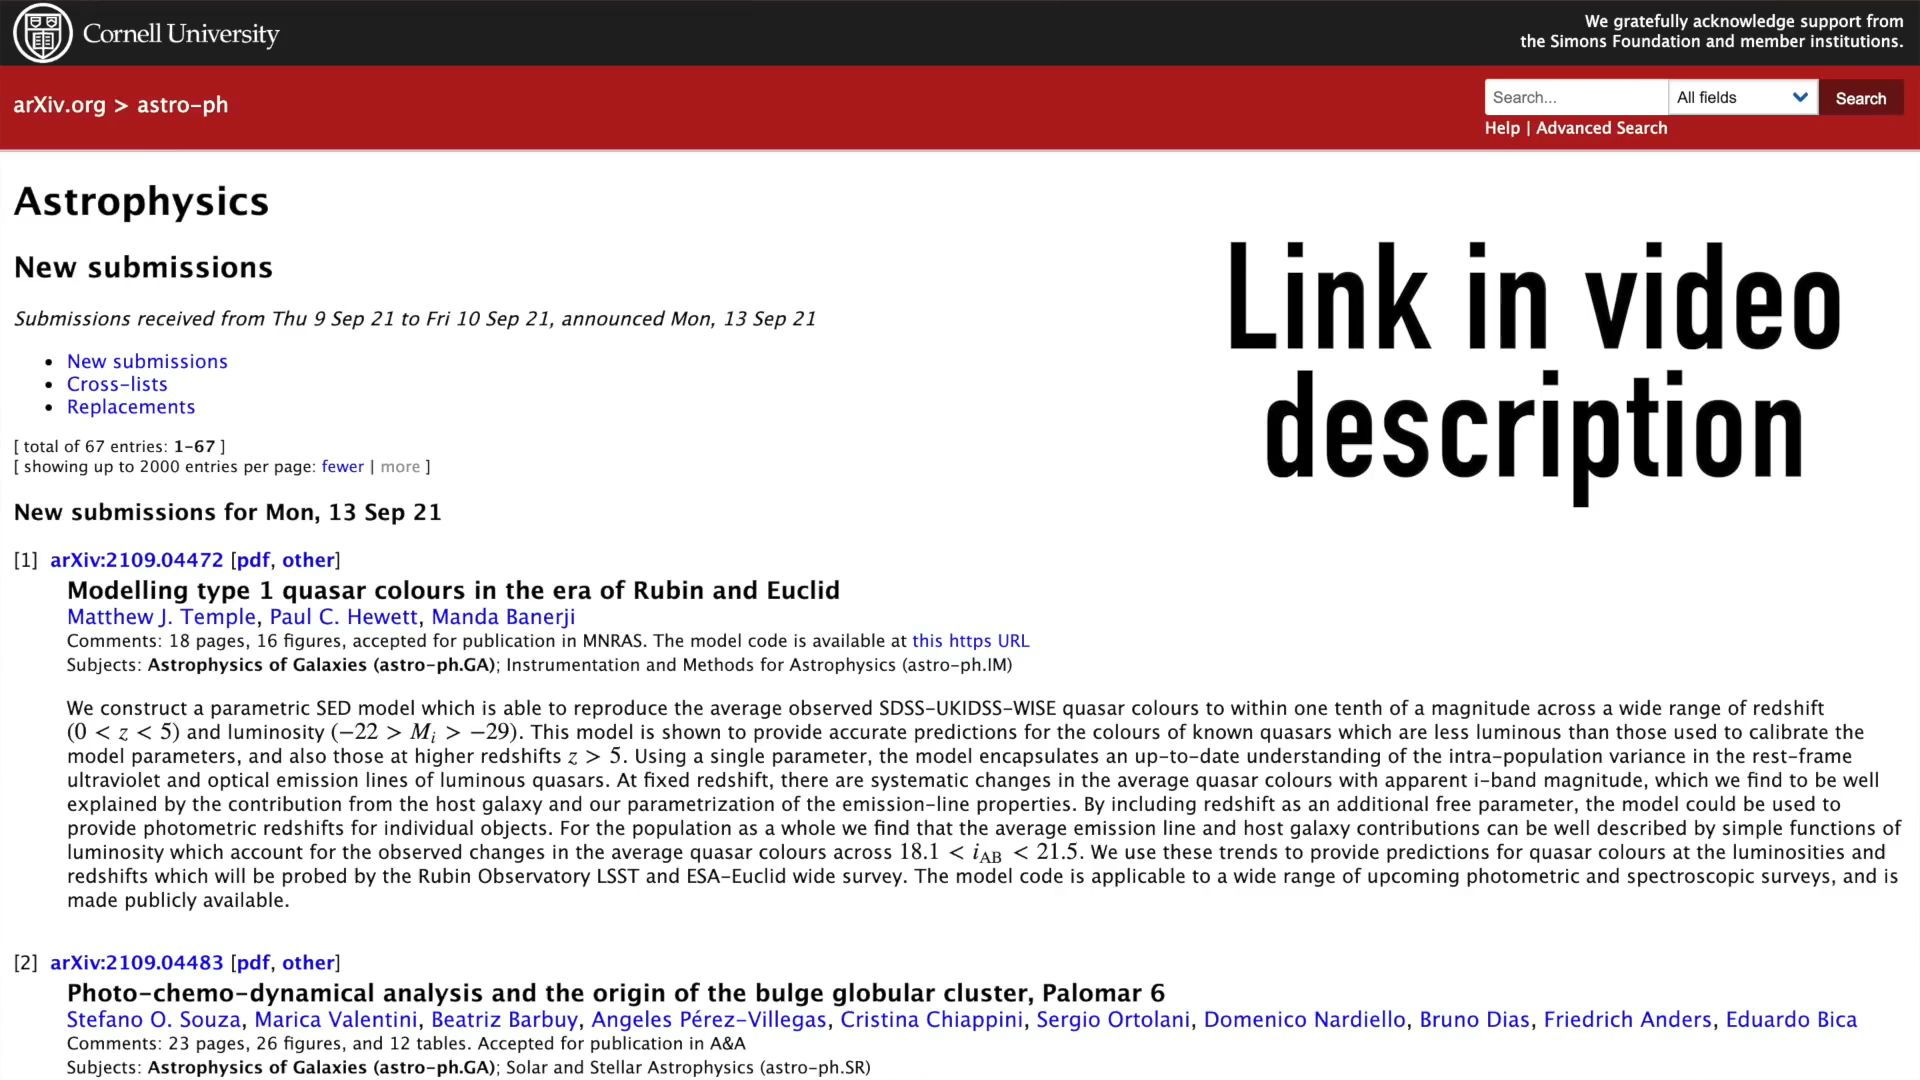 Cornell University
We gratefully acknowledge support from
the Simons Foundation and member institutions.
arXiv.org > astro-ph
Search...
All fields
Search
Help | Advanced Search
Astrophysics
Link in video
description
New submissions
Submissions received from Thu 9 Sep 21 to Fri 10 Sep 21, announced Mon, 13 Sep 21
• New submissions
• Cross-lists
• Replacements
[ total of 67 entries: 1-67 ]
[ showing up to 2000 entries per page: fewer | more ]
New submissions for Mon, 13 Sep 21
[1] arXiv:2109.04472 [pdf, other]
Modelling type 1 quasar colours in the era of Rubin and Euclid
Matthew J. Temple, Paul C. Hewett, Manda Banerji
Comments: 18 pages, 16 figures, accepted for publication in MNRAS. The model code is available at this https URL
Subjects: Astrophysics of Galaxies (astro-ph.GA); Instrumentation and Methods for Astrophysics (astro-ph.IM)
We construct a parametric SED model which is able to reproduce the average observed SDSS-UKIDSS-WISE quasar colours to within one tenth of a magnitude across a wide range of redshift
(0 < z < 5) and luminosity (−22 > Mᵢ > −29). This model is shown to provide accurate predictions for the colours of known quasars which are less luminous than those used to calibrate the
model parameters, and also those at higher redshifts z > 5. Using a single parameter, the model encapsulates an up-to-date understanding of the intra-population variance in the rest-frame
ultraviolet and optical emission lines of luminous quasars. At fixed redshift, there are systematic changes in the average quasar colours with apparent i-band magnitude, which we find to be well
explained by the contribution from the host galaxy and our parametrization of the emission-line properties. By including redshift as an additional free parameter, the model could be used to
provide photometric redshifts for individual objects. For the population as a whole we find that the average emission line and host galaxy contributions can be well described by simple functions of
luminosity which account for the observed changes in the average quasar colours across 18.1 < iAB < 21.5. We use these trends to provide predictions for quasar colours at the luminosities and
redshifts which will be probed by the Rubin Observatory LSST and ESA-Euclid wide survey. The model code is applicable to a wide range of upcoming photometric and spectroscopic surveys, and is
made publicly available.
[2] arXiv:2109.04483 [pdf, other]
Photo-chemo-dynamical analysis and the origin of the bulge globular cluster, Palomar 6
Stefano O. Souza, Marica Valentini, Beatriz Barbuy, Angeles Pérez-Villegas, Cristina Chiappini, Sergio Ortolani, Domenico Nardiello, Bruno Dias, Friedrich Anders, Eduardo Bica
Comments: 23 pages, 26 figures, and 12 tables. Accepted for publication in A&A
Subjects: Astrophysics of Galaxies (astro-ph.GA); Solar and Stellar Astrophysics (astro-ph.SR)